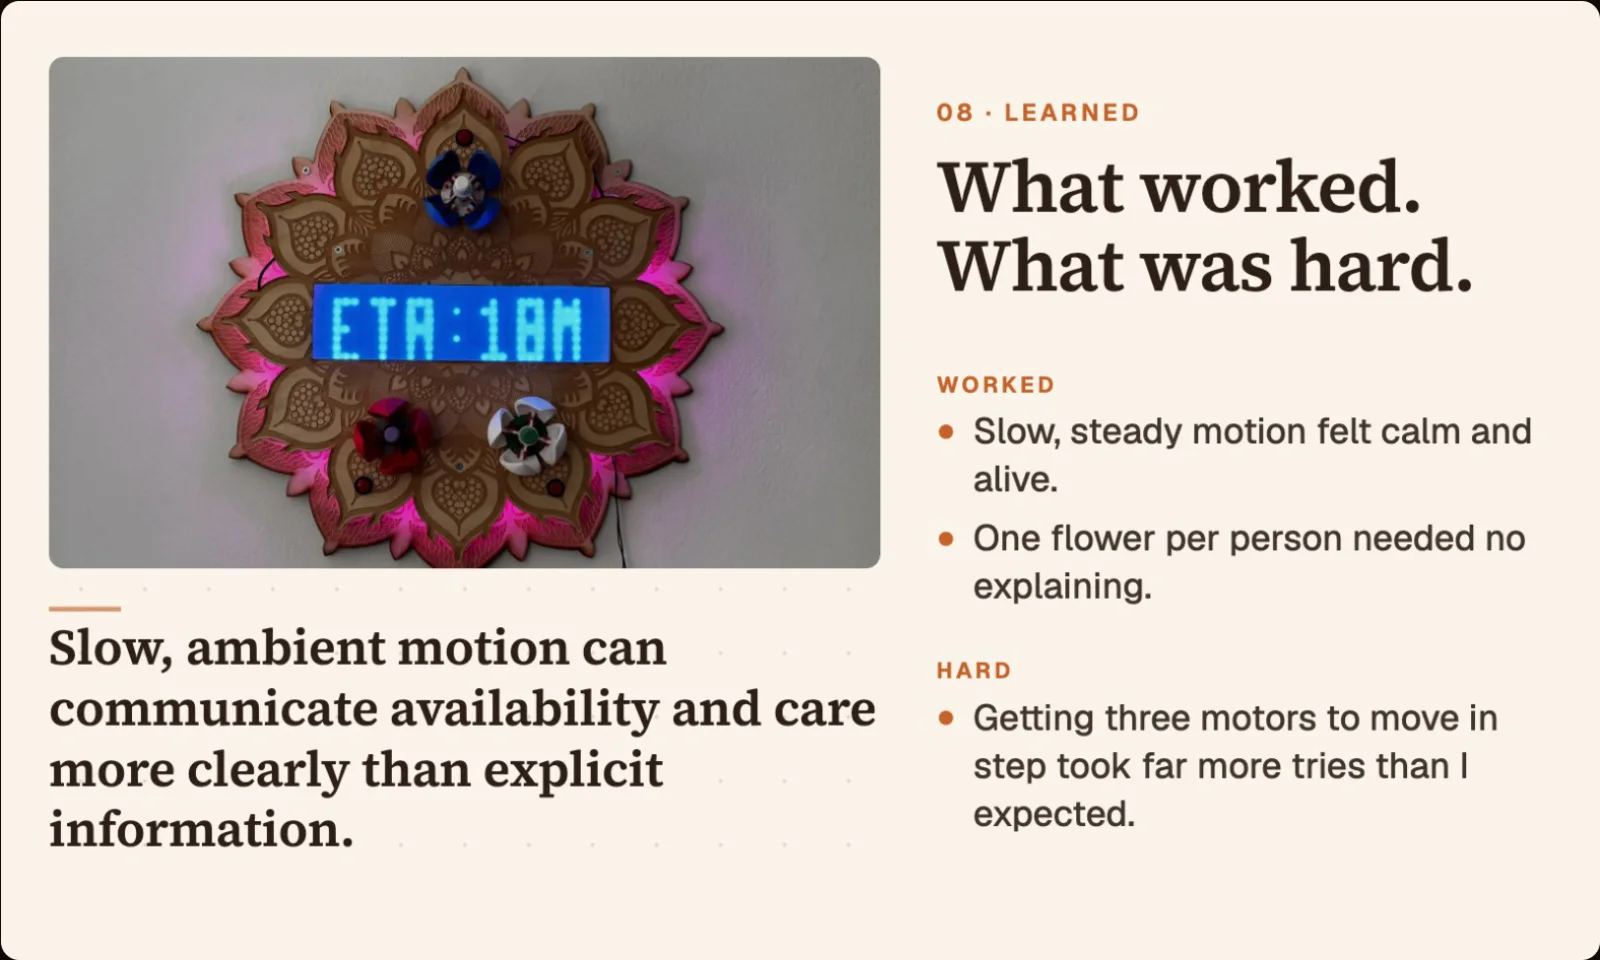 ETA:18M
Slow, ambient motion can
communicate availability and care
more clearly than explicit
information.
08 · LEARNED
What worked.
What was hard.
WORKED
• Slow, steady motion felt calm and
alive.
• One flower per person needed no
explaining.
HARD
• Getting three motors to move in
step took far more tries than I
expected.